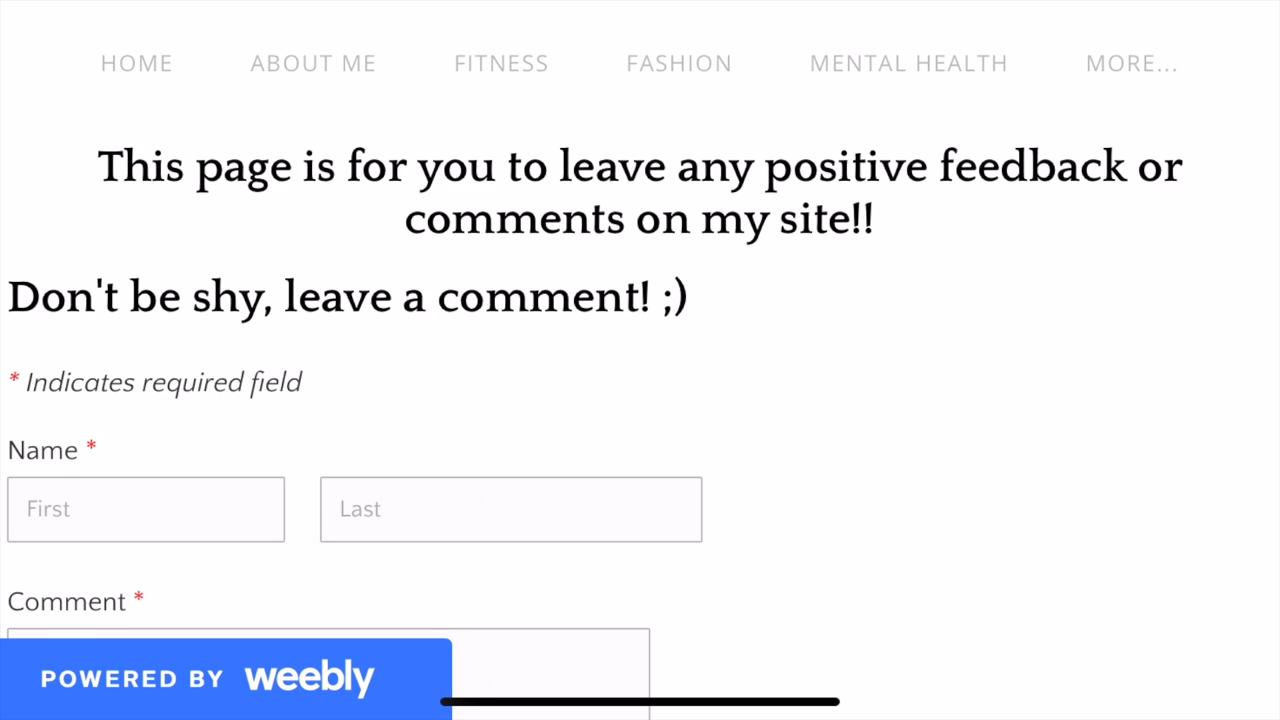 HOME ABOUT ME FITNESS FASHION MENTAL HEALTH MORE...
This page is for you to leave any positive feedback or
comments on my site!!
Don't be shy, leave a comment! ;)
* Indicates required field
Name *
First Last
Comment *
POWERED BY weebly